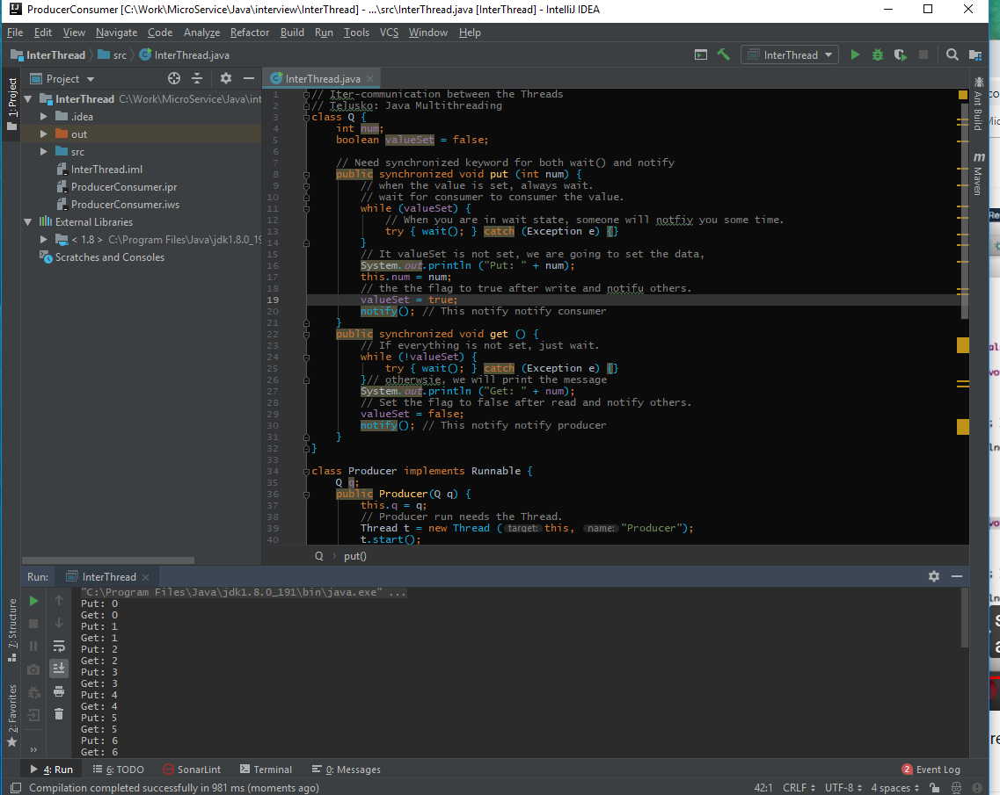 ProducerConsumer [C:\Work\MicroService\Java\interview\InterThread] - ...\src\InterThread.java [InterThread] - IntelliJ IDEA
File Edit View Navigate Code Analyze Refactor Build Run Tools VCS Window Help
InterThread src InterThread.java InterThread
Project InterThread.java
1: Project
InterThread C:\Work\MicroService\Java\int
.idea
out
src
InterThread.iml
ProducerConsumer.ipr
ProducerConsumer.iws
External Libraries
< 1.8 > C:\Program Files\Java\jdk1.8.0_19
Scratches and Consoles
1 // Iter-communication between the Threads
2 // Telusko: Java Multithreading
3 class Q {
4 int num;
5 boolean valueSet = false;
6
7 // Need synchronized keyword for both wait() and notify
8 public synchronized void put (int num) {
9 // when the value is set, always wait.
10 // wait for consumer to consumer the value.
11 while (valueSet) {
12 // When you are in wait state, someone will notfiy you some time.
13 try { wait(); } catch (Exception e) {}
14 }
15 // It valueSet is not set, we are going to set the data,
16 System.out.println ("Put: " + num);
17 this.num = num;
18 // the the flag to true after write and notifu others.
19 valueSet = true;
20 notify(); // This notify notify consumer
21 }
22 public synchronized void get () {
23 // If everything is not set, just wait.
24 while (!valueSet) {
25 try { wait(); } catch (Exception e) {}
26 }// otherwsie, we will print the message
27 System.out.println ("Get: " + num);
28 // Set the flag to false after read and notify others.
29 valueSet = false;
30 notify(); // This notify notify producer
31 }
32 }
33
34 class Producer implements Runnable {
35 Q q;
36 public Producer(Q q) {
37 this.q = q;
38 // Producer run needs the Thread.
39 Thread t = new Thread ( target: this, name: "Producer");
40 t.start();
Q › put()
Ant Build
m Maven
Run: InterThread
"C:\Program Files\Java\jdk1.8.0_191\bin\java.exe" ...
Put: 0
Get: 0
Put: 1
Get: 1
Put: 2
Get: 2
Put: 3
Get: 3
Put: 4
Get: 4
Put: 5
Get: 5
Put: 6
Get: 6
7: Structure
2: Favorites
4: Run 6: TODO SonarLint Terminal 0: Messages 2 Event Log
Compilation completed successfully in 981 ms (moments ago) 42:1 CRLF UTF-8 4 spaces